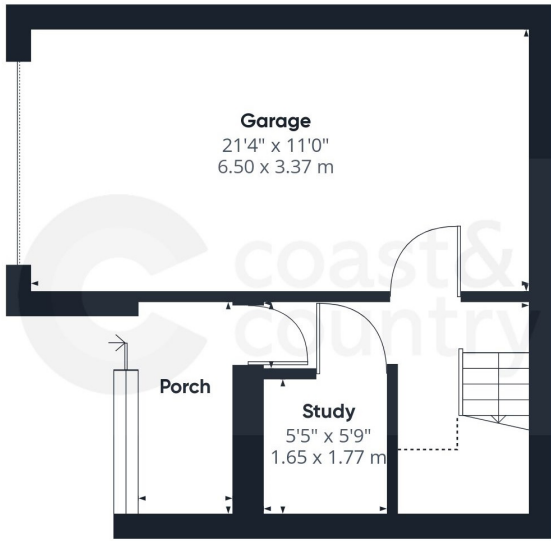 Garage
21'4" x 11'0"
6.50 x 3.37 m
coast&
country
Porch
Study
5'5" x 5'9"
1.65 x 1.77 m